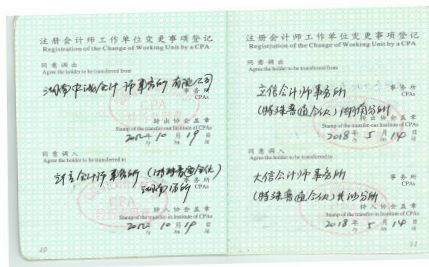 注册会计师工作单位变更事项登记
Registration of the Change of Working Unit by a CPA
同意调出
Agree the holder to be transferred from
湖南中诚会计师事务所有限公司
事务所
CPAs
转出协会盖章
Stamp of the transfer-out Institute of CPAs
2012年10月19日
同意调入
Agree the holder to be transferred to
会计师事务所(特殊普通合伙)
湖南分所
事务所
CPAs
转入协会盖章
Stamp of the transfer-in Institute of CPAs
2012年10月19日
10
注册会计师工作单位变更事项登记
Registration of the Change of Working Unit by a CPA
同意调出
Agree the holder to be transferred from
立信会计师事务所
事务所
CPAs
(特殊普通合伙)湖南分所
转出协会盖章
Stamp of the transfer-out Institute of CPAs
2018年5月14日
同意调入
Agree the holder to be transferred to
大信会计师事务所
事务所
CPAs
(特殊普通合伙)
分所
转入协会盖章
Stamp of the transfer-in Institute of CPAs
2018年5月14日
11